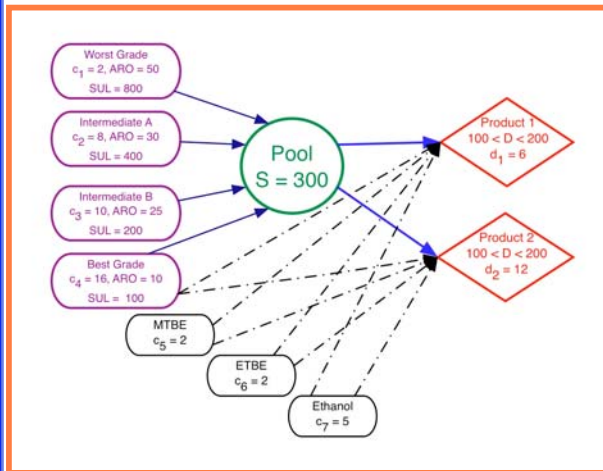 Worst Grade
c1 = 2, ARO = 50
SUL = 800
Intermediate A
c2 = 8, ARO = 30
SUL = 400
Intermediate B
c3 = 10, ARO = 25
SUL = 200
Best Grade
c4 = 16, ARO = 10
SUL = 100
MTBE
c5 = 2
ETBE
c6 = 2
Ethanol
c7 = 5
Pool
S = 300
Product 1
100 < D < 200
d1 = 6
Product 2
100 < D < 200
d2 = 12